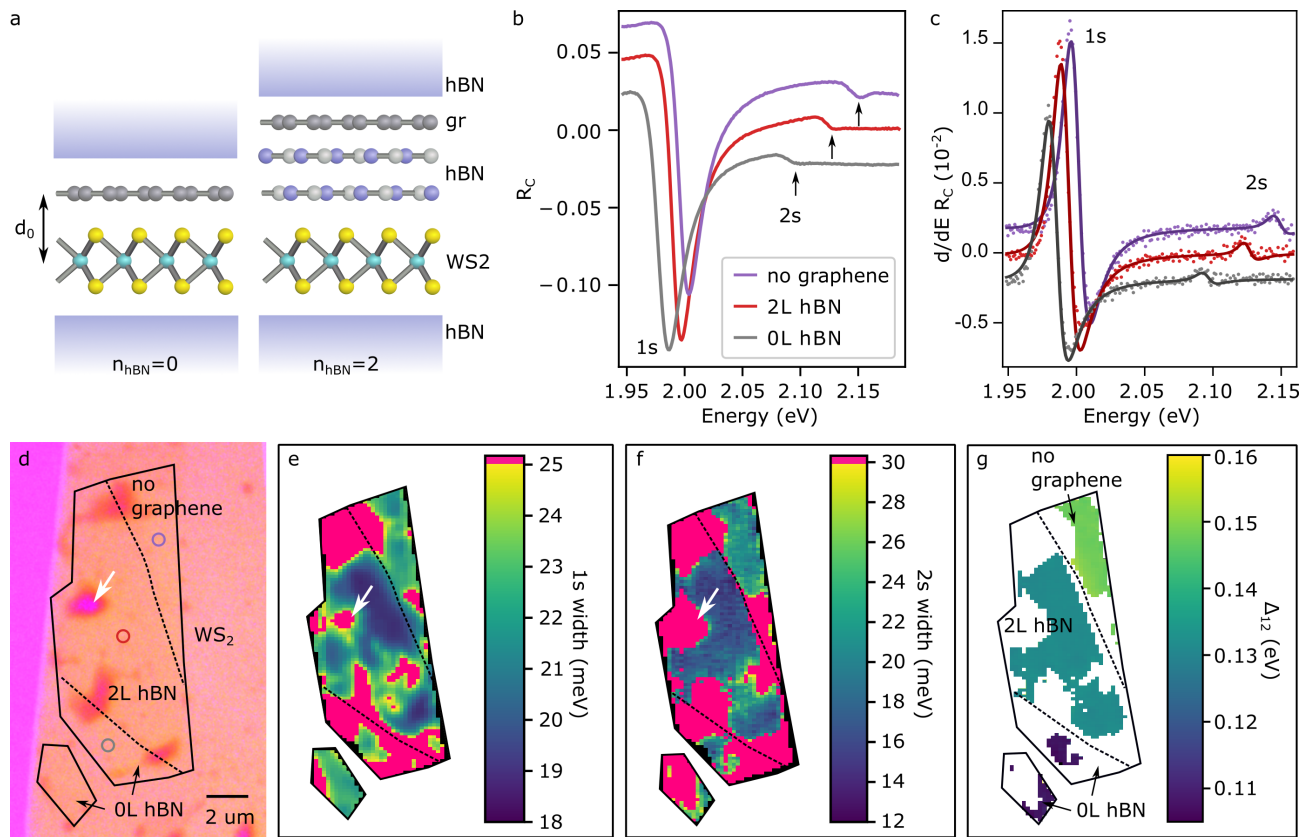 a
hBN
gr
hBN
d₀
WS2
hBN
n_hBN=0
n_hBN=2
b
0.05
0.00
−0.05
−0.10
R_C
1s
2s
no graphene
2L hBN
0L hBN
1.95
2.00
2.05
2.10
2.15
Energy (eV)
c
1.5
1.0
0.5
0.0
-0.5
d/dE R_C (10⁻²)
1s
2s
1.95
2.00
2.05
2.10
2.15
Energy (eV)
d
no
graphene
WS₂
2L hBN
0L hBN
2 um
e
25
24
23
22
21
20
19
18
1s width (meV)
f
30
28
26
24
22
20
18
16
14
12
2s width (meV)
g
no
graphene
2L hBN
0L hBN
0.16
0.15
0.14
0.13
0.12
0.11
Δ₁₂ (eV)